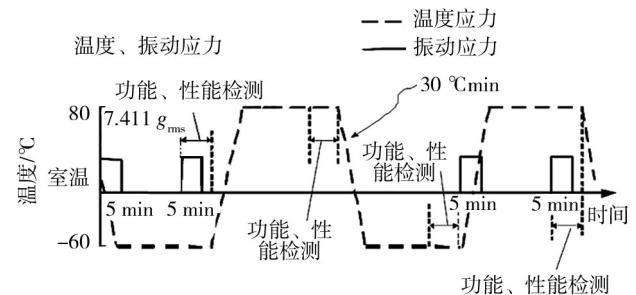 温度应力
振动应力
温度、振动应力
功能、性能检测
30 ℃min
80
7.411 grms
功能、性
能检测
温度/℃
室温
5 min
5 min
5 min
5 min
时间
功能、性
能检测
-60
功能、性能检测